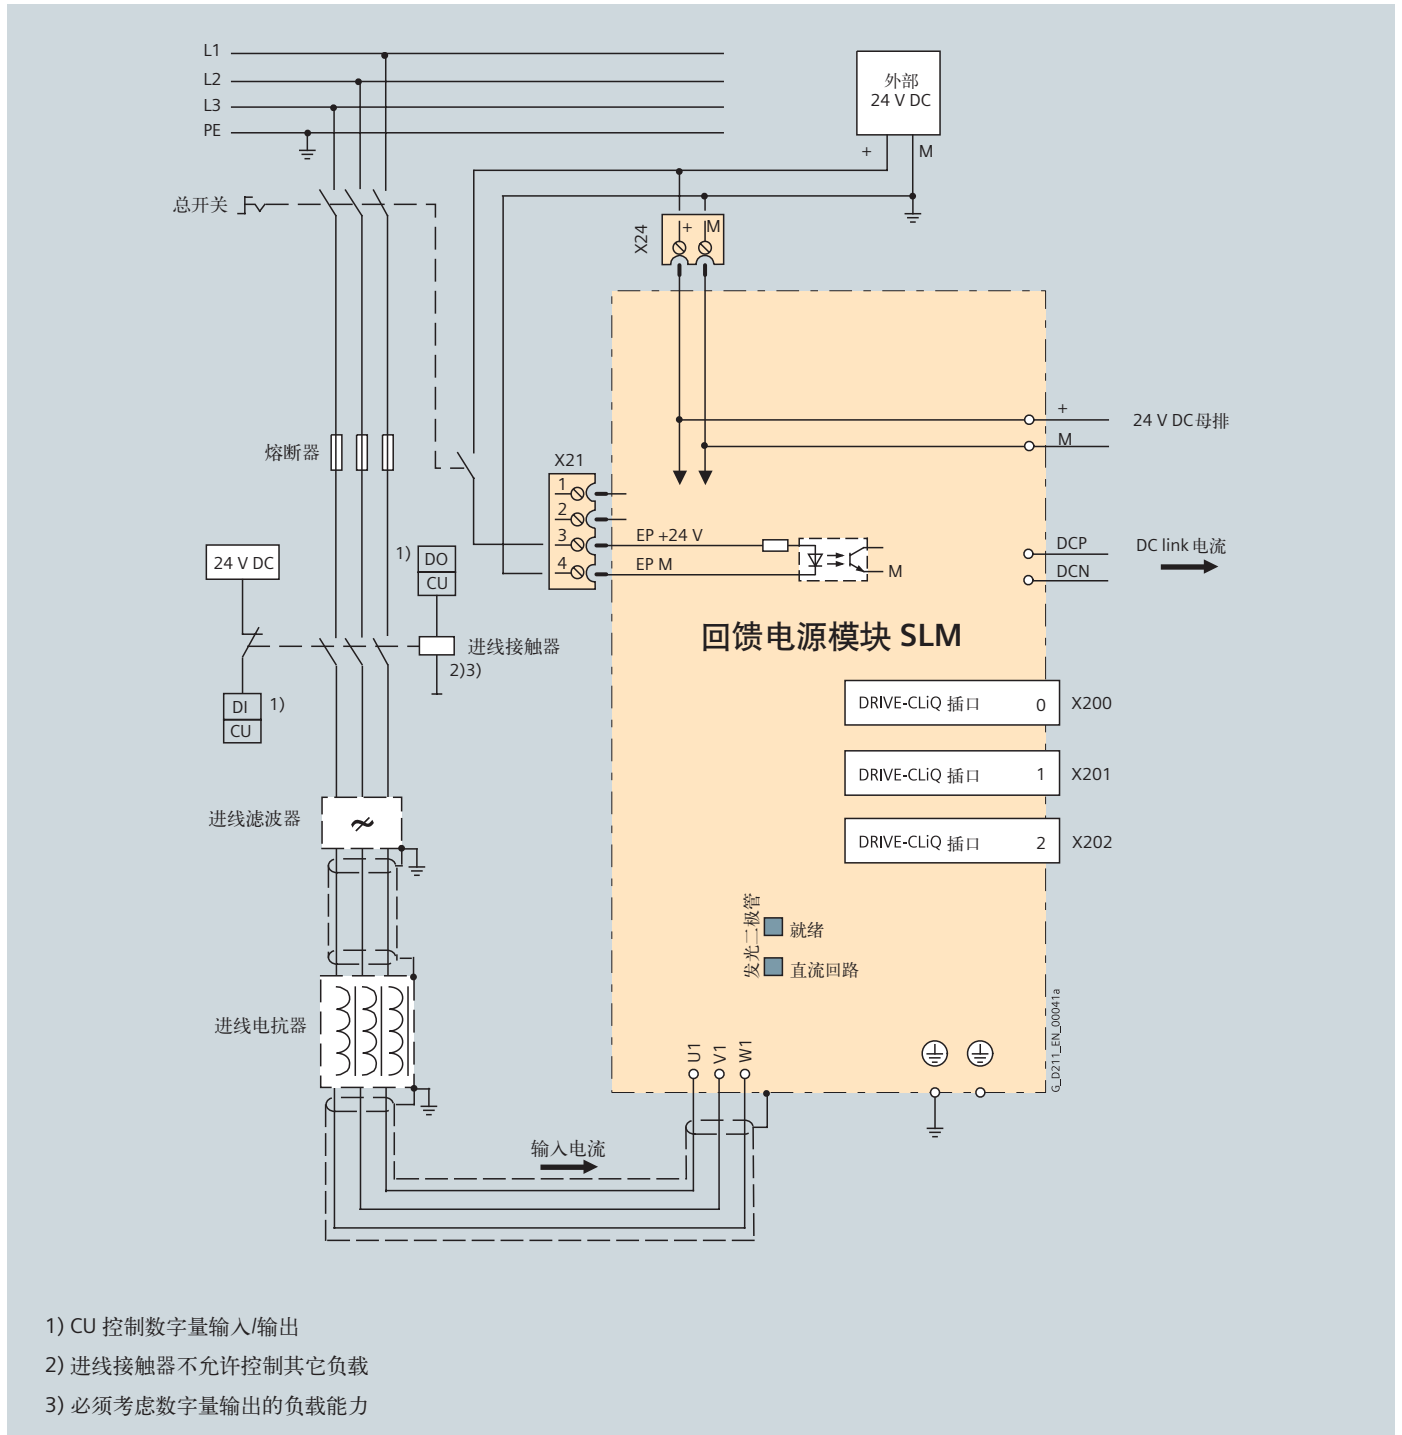 L1
L2
L3
PE
外部
24 V DC
+ M
总开关
X24
+ M
熔断器
X21
1
2
3
4
EP +24 V
EP M
M
+
M
24 V DC母排
DCP
DCN
DC link 电流
24 V DC
1)
DO
CU
进线接触器
2)3)
DI
CU
1)
回馈电源模块 SLM
DRIVE-CLiQ 插口 0 X200
DRIVE-CLiQ 插口 1 X201
DRIVE-CLiQ 插口 2 X202
进线滤波器
发光二极管
就绪
直流回路
进线电抗器
G_D211_EN_00041a
U1
V1
W1
输入电流
1) CU 控制数字量输入/输出
2) 进线接触器不允许控制其它负载
3) 必须考虑数字量输出的负载能力